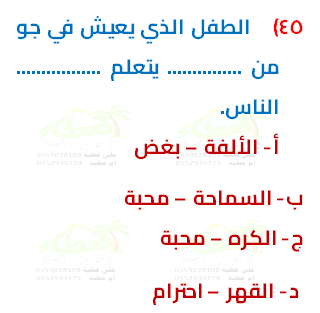 ٤٥) الطفل الذي يعيش في جو
من ............... يتعلم .................
الناس.
أ- الألفة – بغض
ب- السماحة – محبة
ج- الكره – محبة
د- القهر – احترام